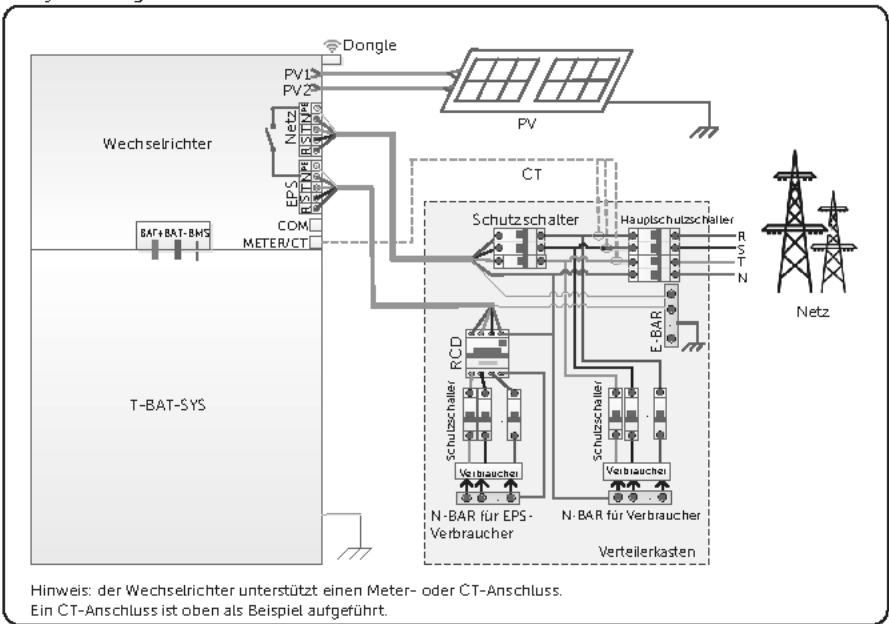 Dongle
PV1
PV2
PV
Netz
R S T N PE
Wechselrichter
EPS
R S T N PE
CT
COM
METER/CT
BAT+ BAT- BMS
Schutzschalter
Hauptschutzschalter
R
S
T
N
Netz
E-BAR
RCD
T-BAT-SYS
Schutzschalter
Schutzschalter
Verbraucher
Verbraucher
N-BAR für EPS-
Verbraucher
N-BAR für Verbraucher
Verteilerkasten
Hinweis: der Wechselrichter unterstützt einen Meter- oder CT-Anschluss.
Ein CT-Anschluss ist oben als Beispiel aufgeführt.